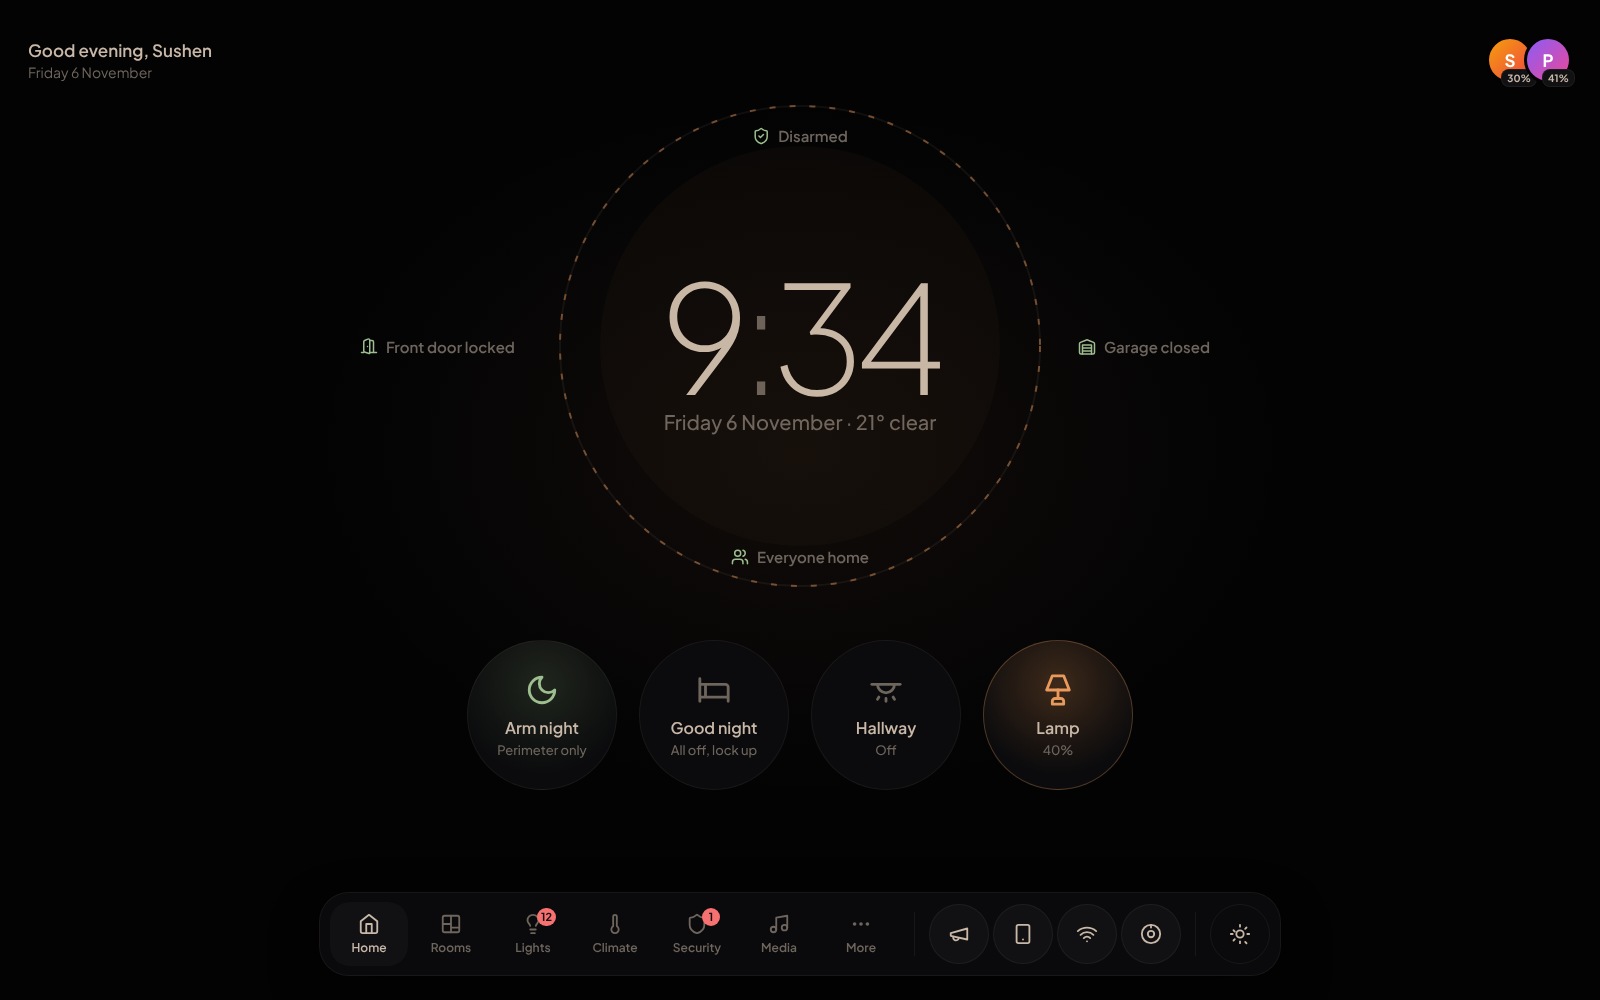 Good evening, Sushen
Friday 6 November
S
30%
P
41%
Disarmed
Front door locked
9:34
Friday 6 November · 21° clear
Garage closed
Everyone home
Arm night
Perimeter only
Good night
All off, lock up
Hallway
Off
Lamp
40%
Home
Rooms
12
Lights
Climate
1
Security
Media
More